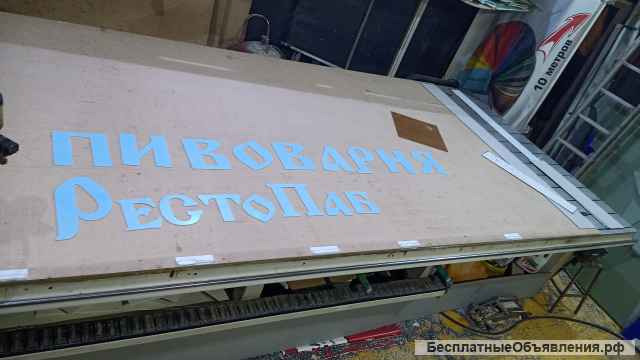 10 метров
ПИВОВАРНЯ
РЕСТОПАБ
БесплатныеОбъявления.рф